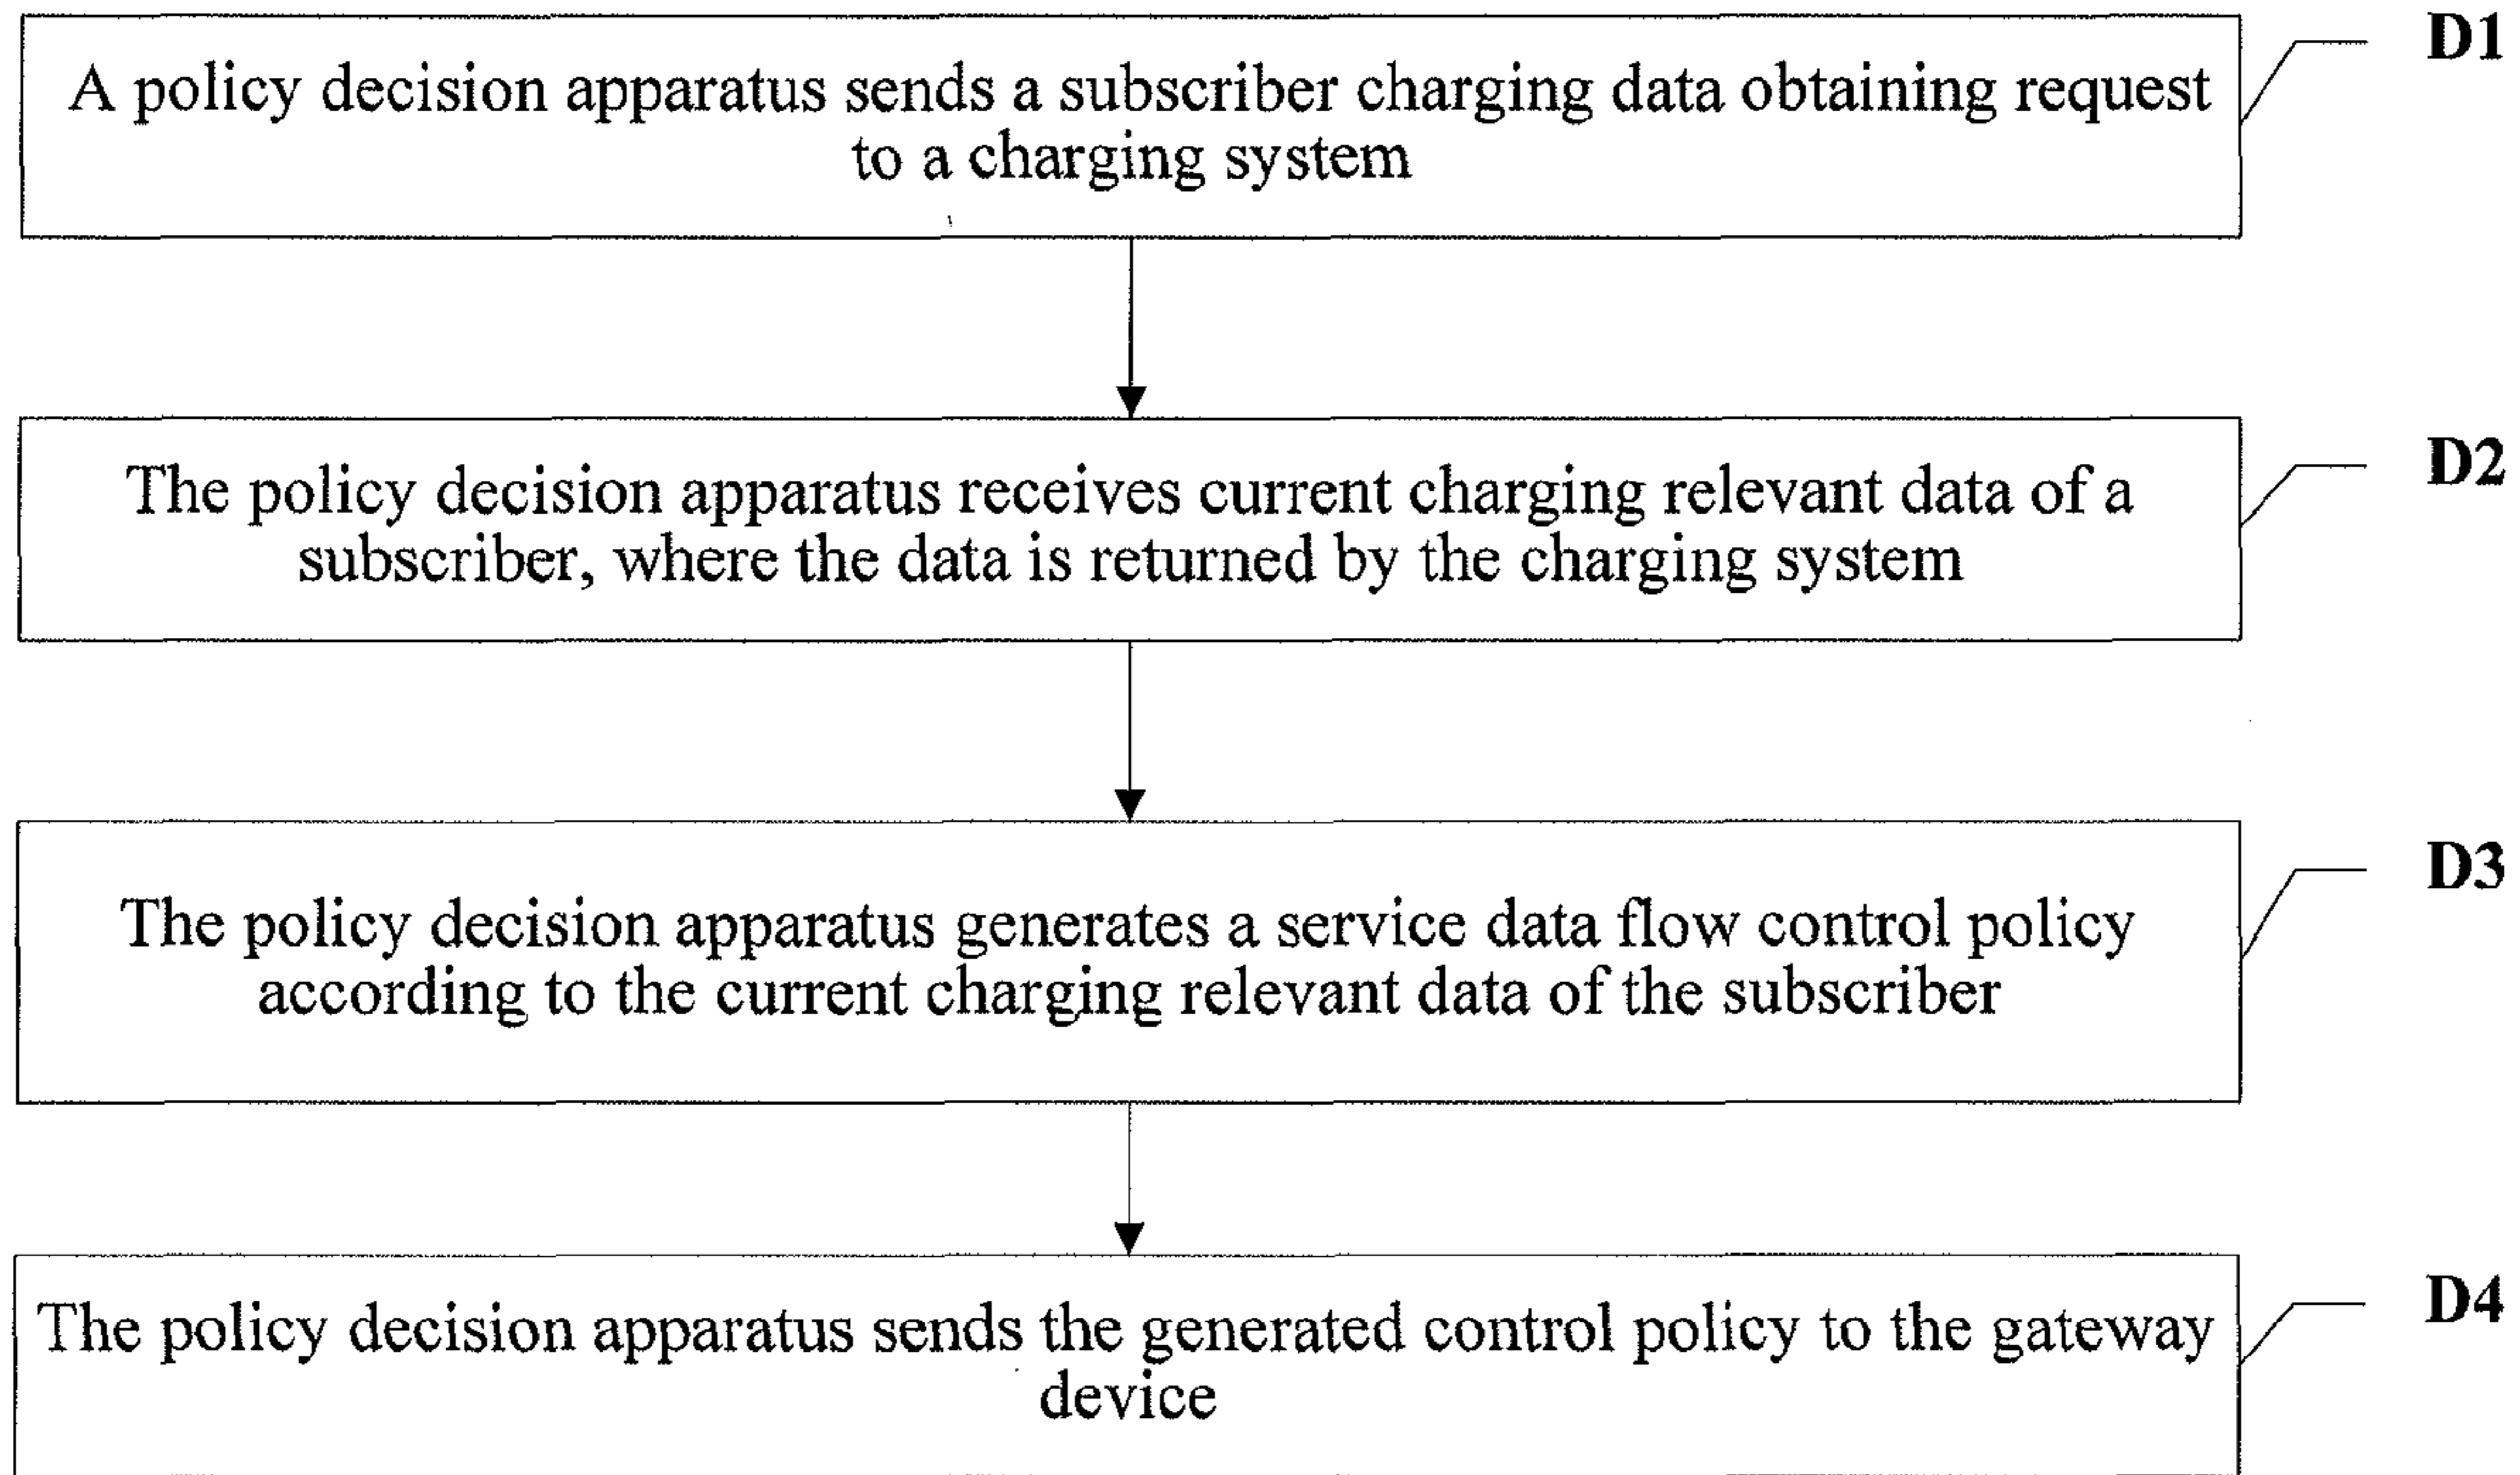 D1
A policy decision apparatus sends a subscriber charging data obtaining request
to a charging system
D2
The policy decision apparatus receives current charging relevant data of a
subscriber, where the data is returned by the charging system
D3
The policy decision apparatus generates a service data flow control policy
according to the current charging relevant data of the subscriber
D4
The policy decision apparatus sends the generated control policy to the gateway
device